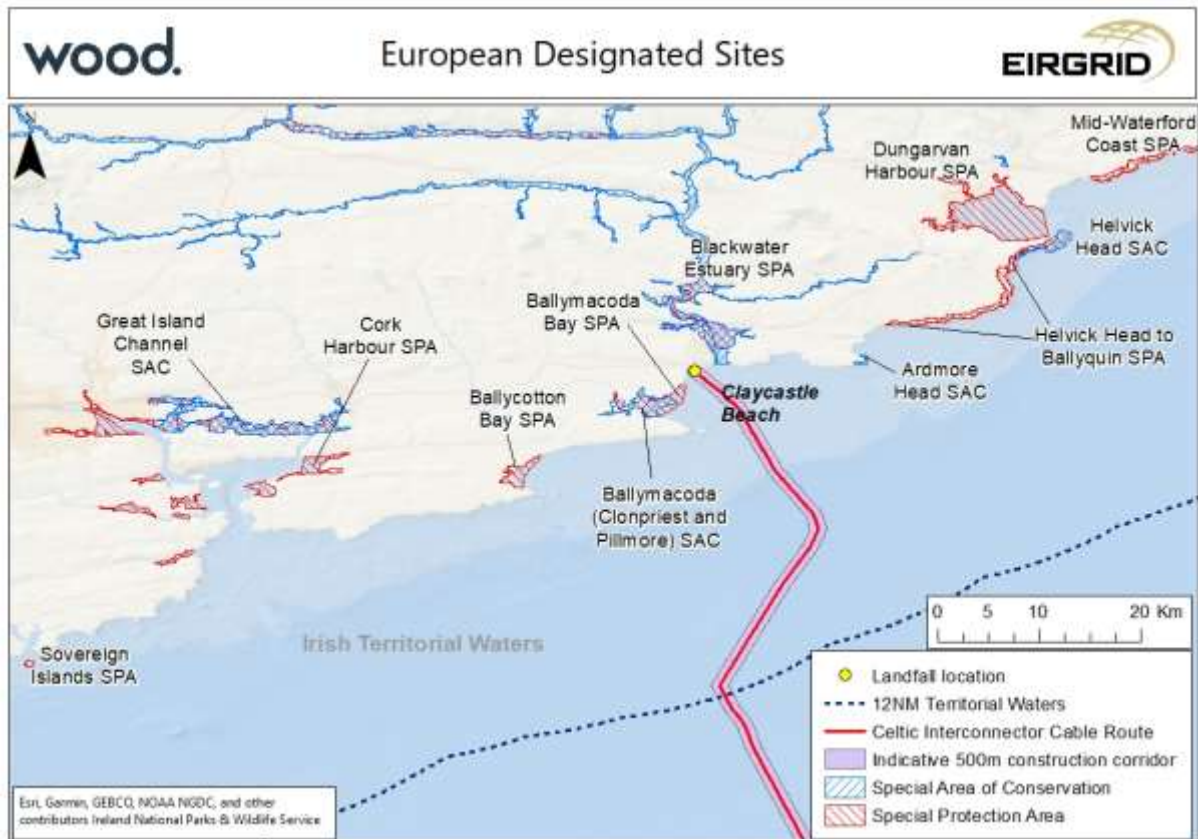 wood.
European Designated Sites
EIRGRID
N
Mid-Waterford
Coast SPA
Dungarvan
Harbour SPA
Helvick
Head SAC
Blackwater
Estuary SPA
Ballymacoda
Bay SPA
Great Island
Channel
SAC
Cork
Harbour SPA
Helvick Head to
Ballyquin SPA
Ardmore
Head SAC
Ballycotton
Bay SPA
Claycastle
Beach
Ballymacoda
(Clonpriest and
Pillmore) SAC
Irish Territorial Waters
Sovereign
Islands SPA
0 5 10 20 Km
Landfall location
12NM Territorial Waters
Celtic Interconnector Cable Route
Indicative 500m construction corridor
Special Area of Conservation
Special Protection Area
Esri, Garmin, GEBCO, NOAA NGDC, and other
contributors Ireland National Parks & Wildlife Service